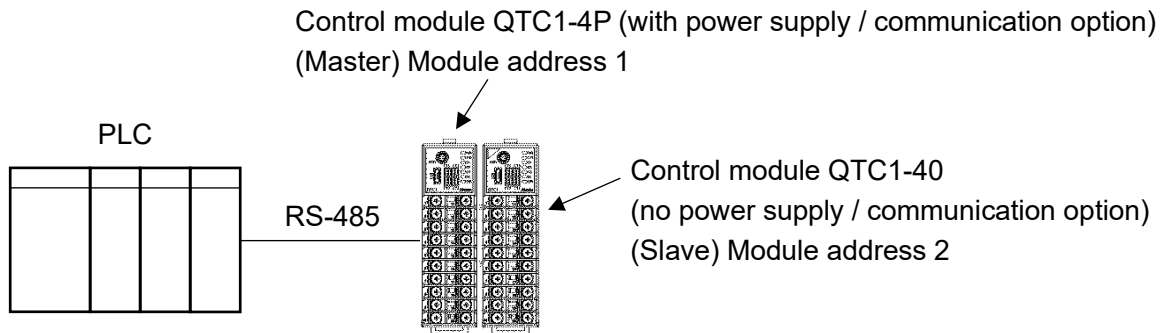 Control module QTC1-4P (with power supply / communication option)
(Master) Module address 1
PLC
Control module QTC1-40
(no power supply / communication option)
(Slave) Module address 2
RS-485